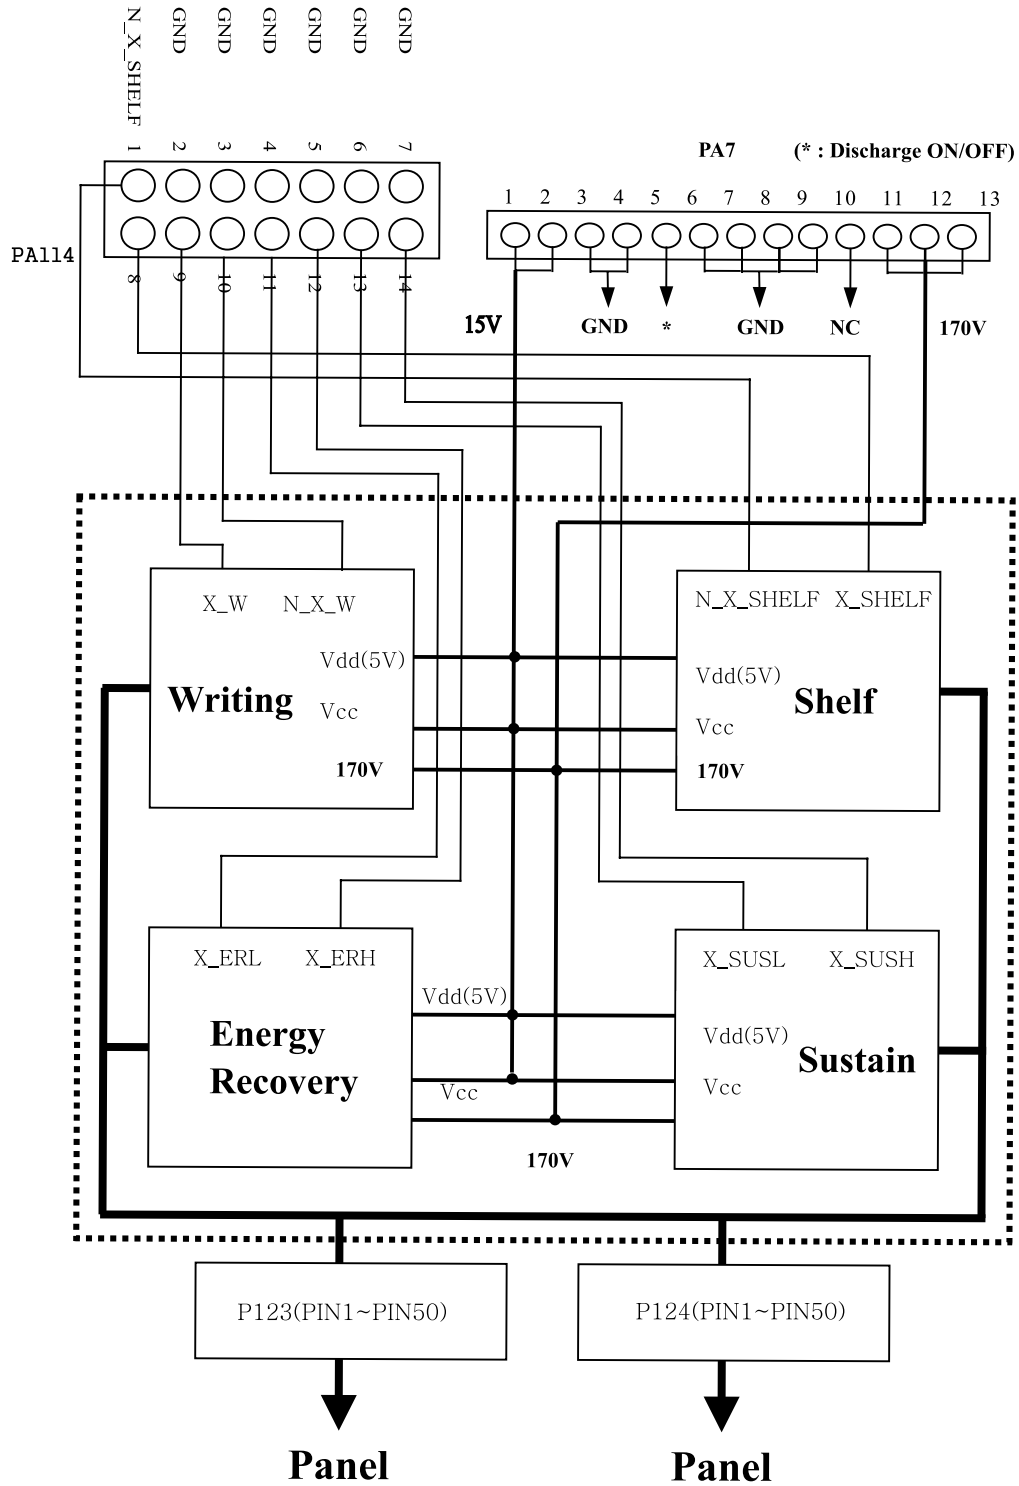 N_X_SHELF GND GND GND GND GND GND
1 2 3 4 5 6 7
PA7 (* : Discharge ON/OFF)
1 2 3 4 5 6 7 8 9 10 11 12 13
PA114
8 9 10 11 12 13 14
15V GND * GND NC 170V
X_W N_X_W
N_X_SHELF X_SHELF
Vdd(5V)
Vdd(5V)
Writing
Shelf
Vcc
Vcc
170V
170V
X_ERL X_ERH
X_SUSL X_SUSH
Vdd(5V)
Energy
Recovery
Vdd(5V)
Sustain
Vcc
Vcc
170V
P123(PIN1~PIN50)
P124(PIN1~PIN50)
Panel
Panel